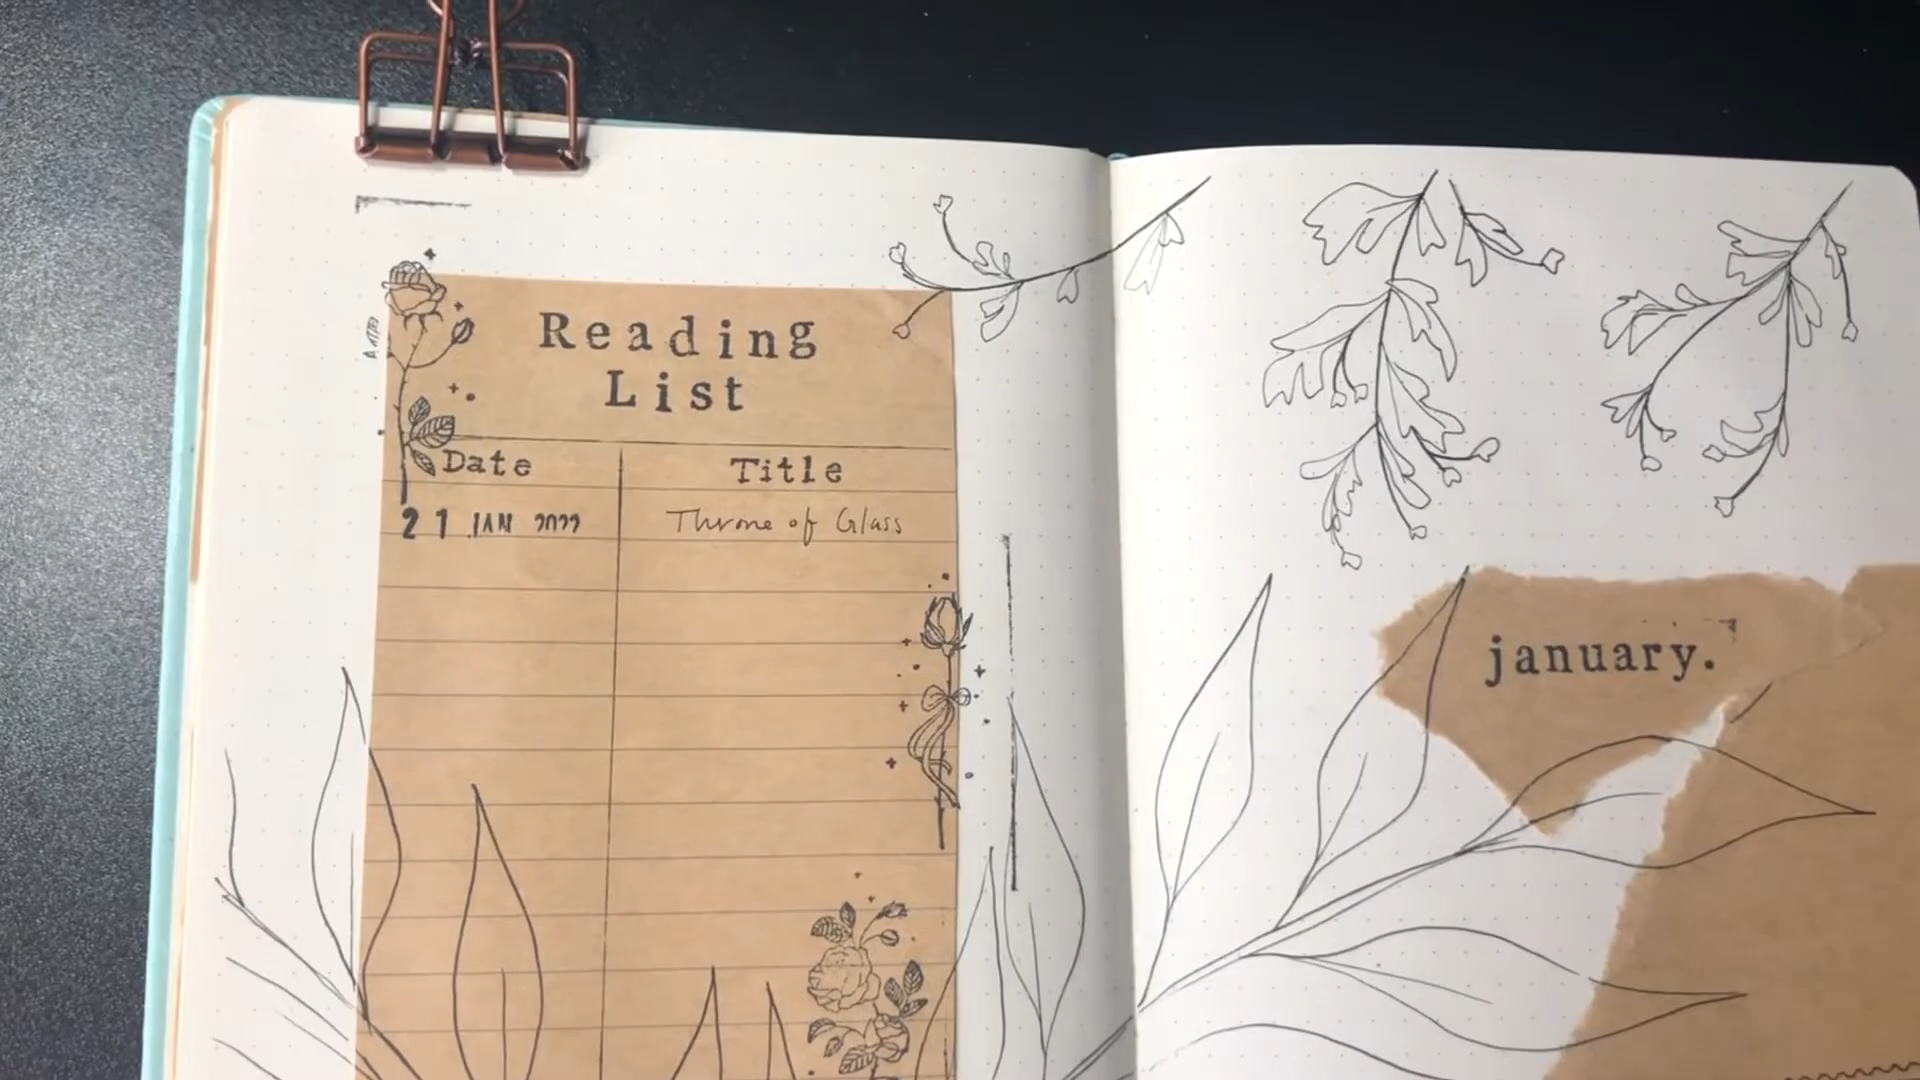 Reading
List
Date Title
21 JAN 2022 Throne of Glass
january.